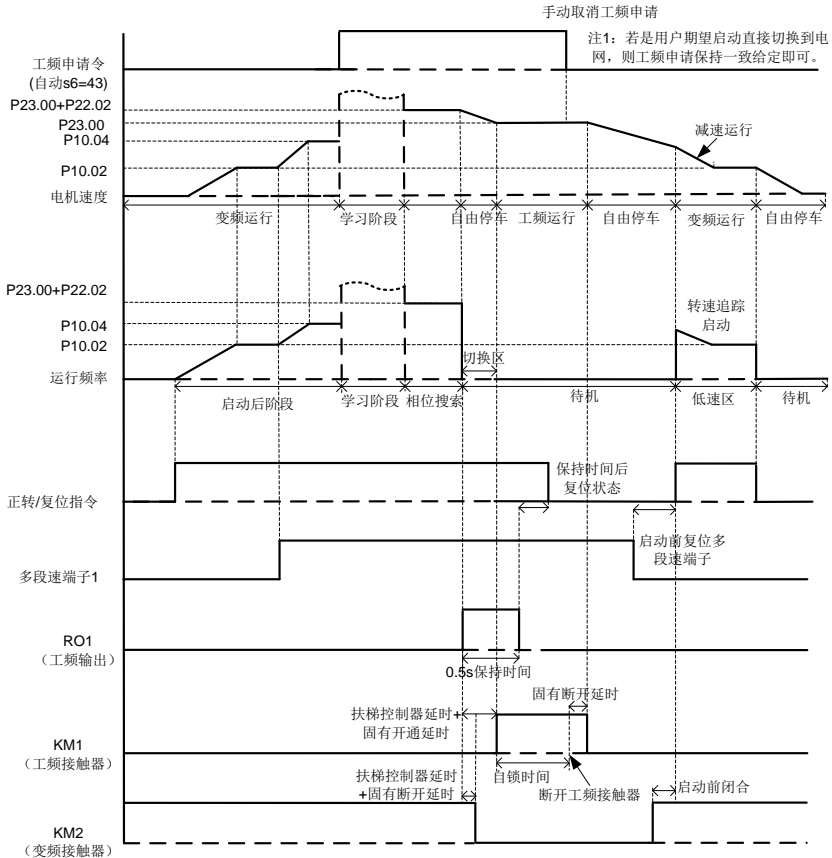 手动取消工频申请
注1：若是用户期望启动直接切换到电
网，则工频申请保持一致给定即可。
工频申请令
(自动s6=43)
P23.00+P22.02
P23.00
P10.04
P10.02
电机速度
减速运行
变频运行
学习阶段
自由停车
工频运行
自由停车
变频运行
自由停车
P23.00+P22.02
P10.04
P10.02
运行频率
转速追踪
启动
切换区
启动后阶段
学习阶段
相位搜索
待机
低速区
待机
正转/复位指令
保持时间后
复位状态
多段速端子1
启动前复位多
段速端子
RO1
（工频输出）
0.5s保持时间
KM1
（工频接触器）
扶梯控制器延时+
固有开通延时
固有断开延时
自锁时间
断开工频接触器
KM2
（变频接触器）
扶梯控制器延时
+固有断开延时
启动前闭合